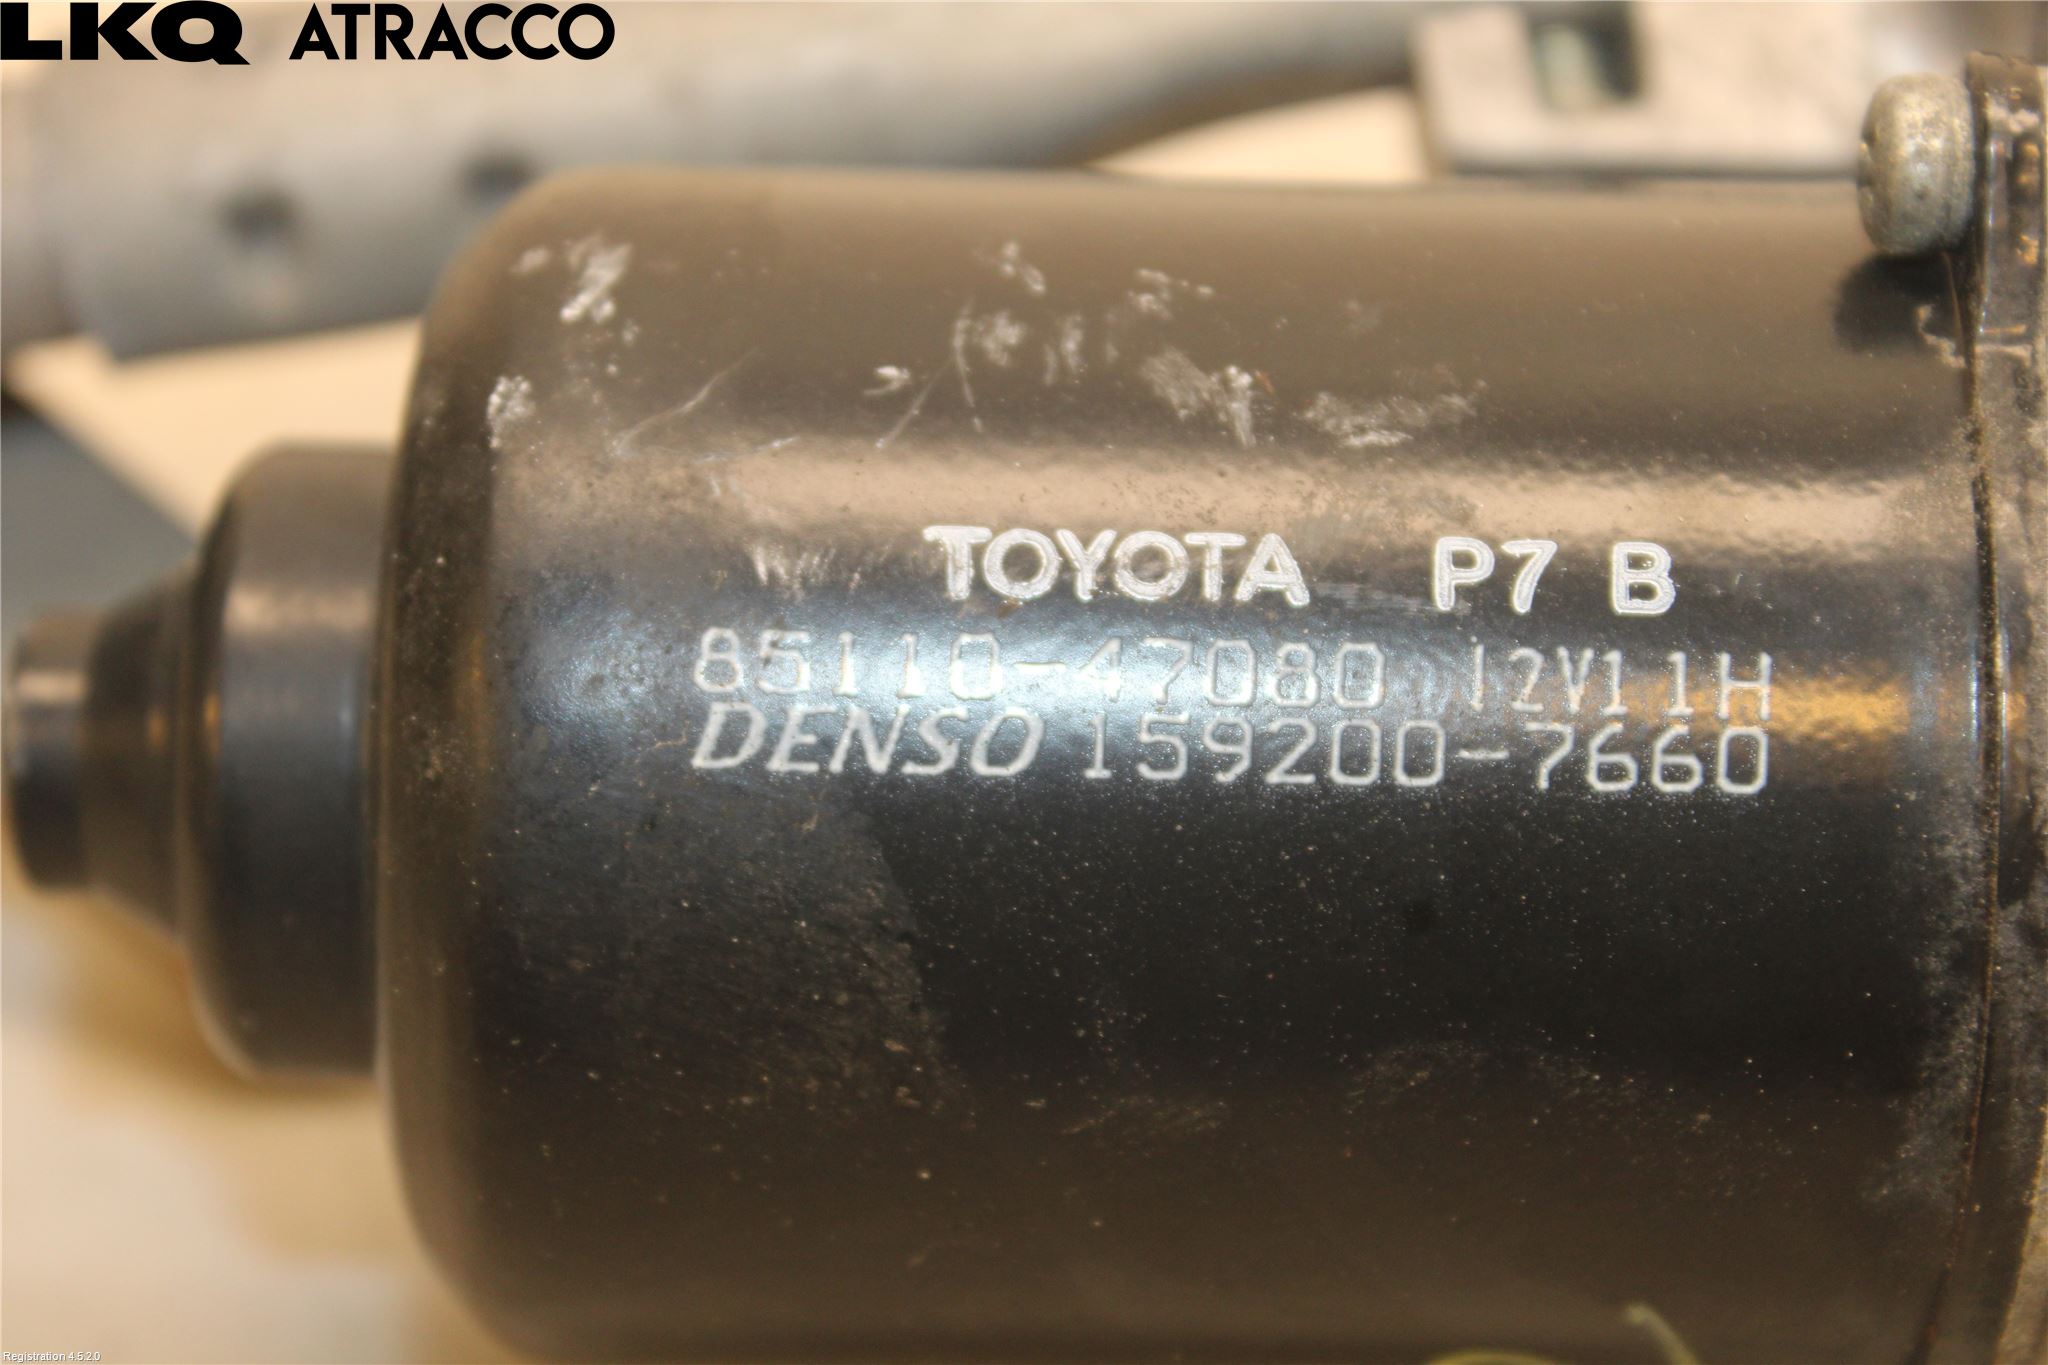 LKQ ATRACCO
TOYOTA P7 B
85110-47080 12V11H
DENSO 159200-7660
Registration 4.5.2.0